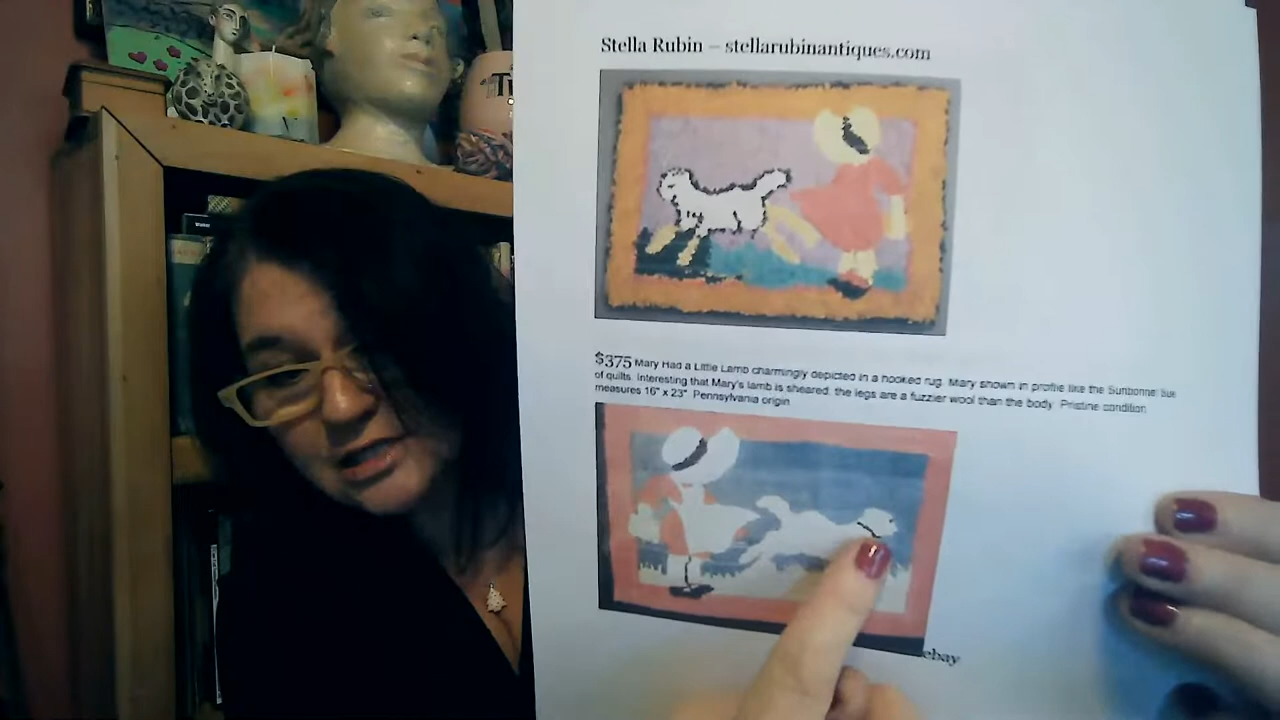 Stella Rubin – stellarubinantiques.com
$375 Mary Had a Little Lamb charmingly depicted in a hooked rug. Mary shown in profile like the Sunbonnet Sue
of quilts. Interesting that Mary's lamb is sheared: the legs are a fuzzier wool than the body. Pristine condition,
measures 16" x 23" Pennsylvania origin
ebay